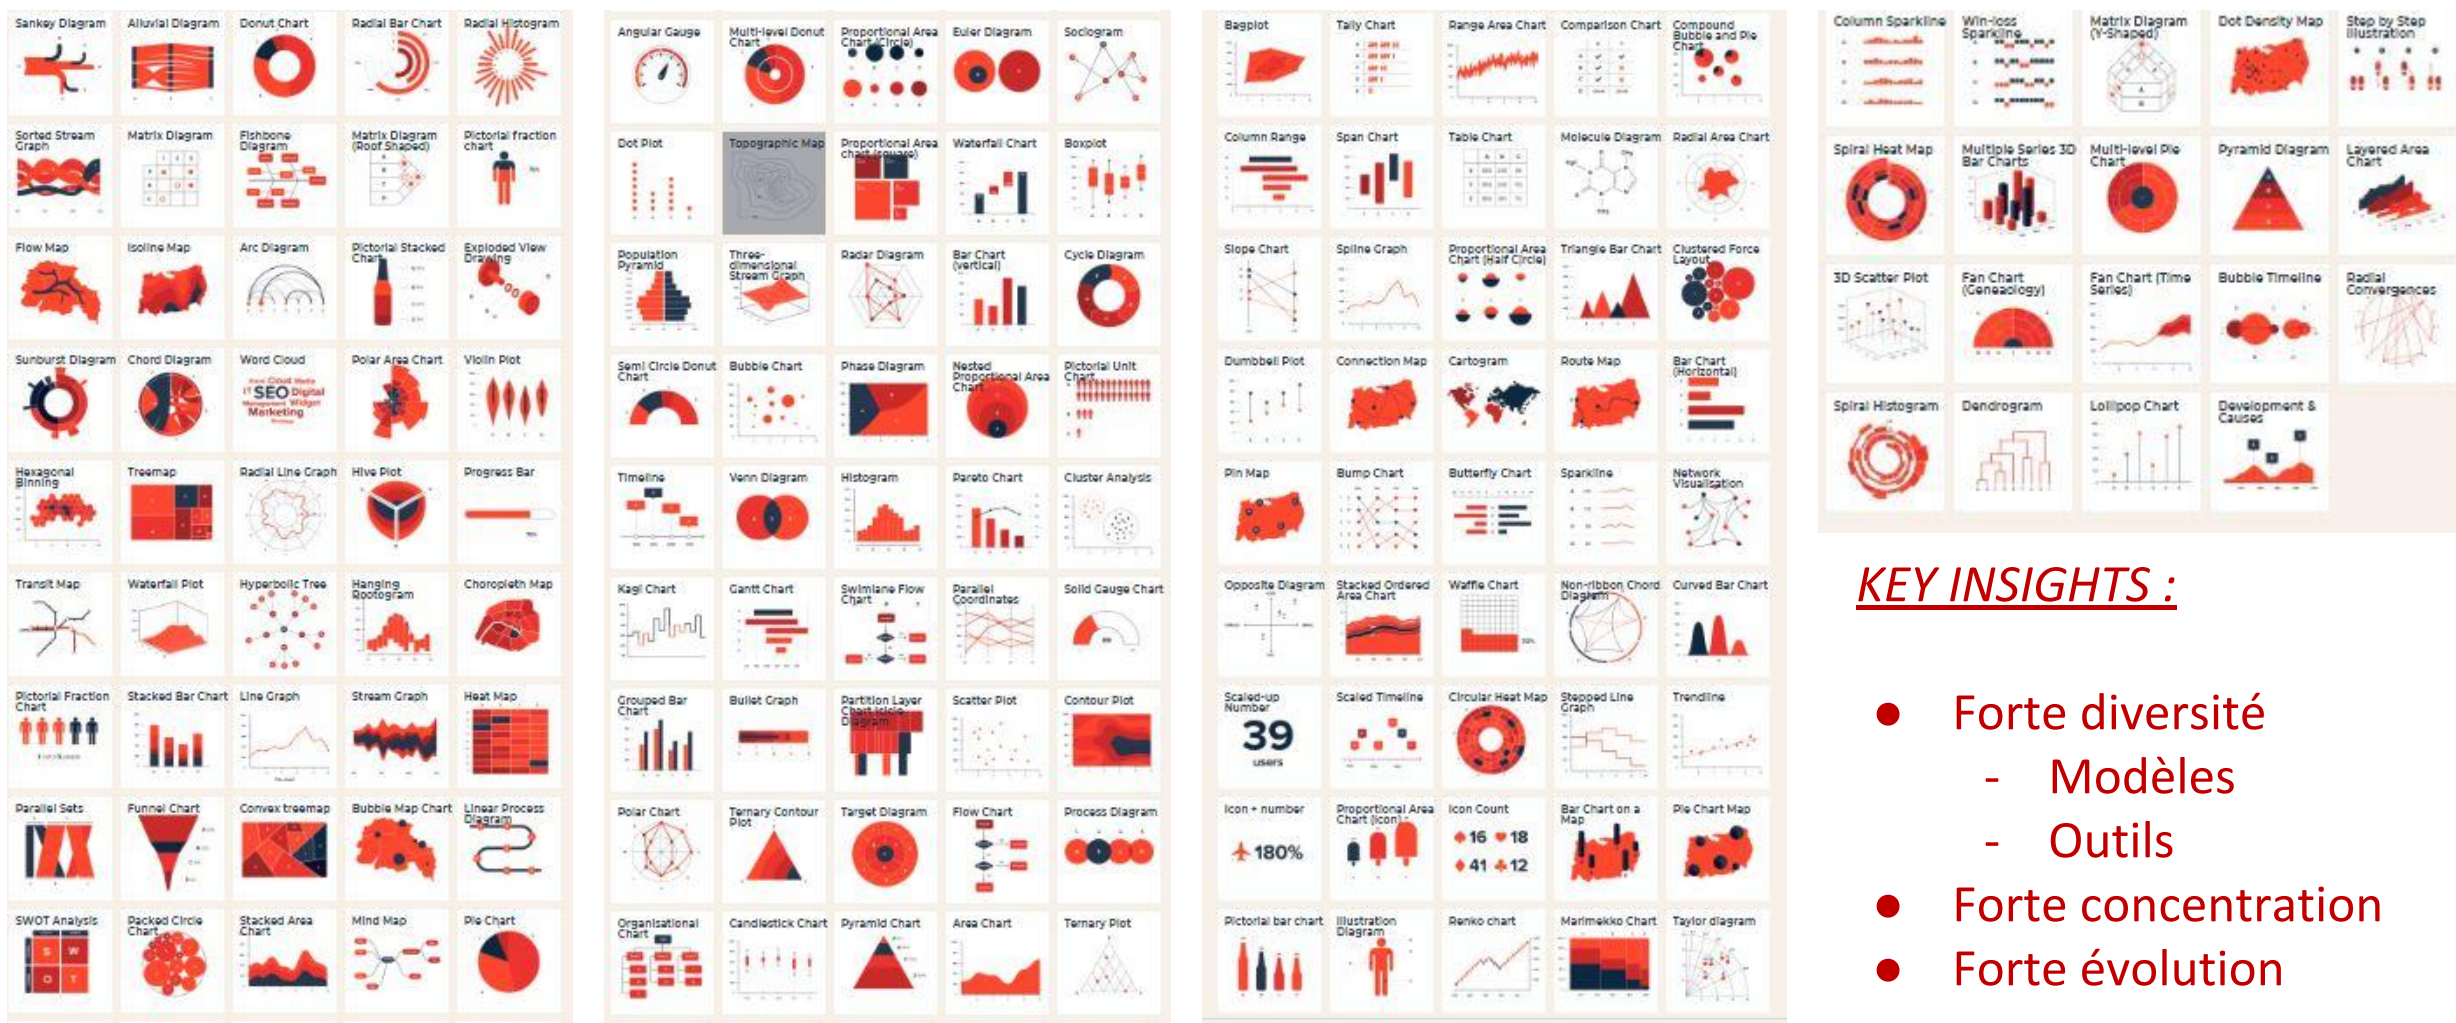 Sankey Diagram
Alluvial Diagram
Donut Chart
Radial Bar Chart
Radial Histogram
Sorted Stream
Graph
Matrix Diagram
Fishbone
Diagram
Matrix Diagram
(Roof Shaped)
Pictorial fraction
chart
Flow Map
Isoline Map
Arc Diagram
Pictorial Stacked
Chart
Exploded View
Drawing
Sunburst Diagram
Chord Diagram
Word Cloud
SEO Digital
Marketing
Polar Area Chart
Violin Plot
Hexagonal
Binning
Treemap
Radial Line Graph
Hive Plot
Progress Bar
Transit Map
Waterfall Plot
Hyperbolic Tree
Hanging
Rootogram
Choropleth Map
Pictorial Fraction
Chart
Stacked Bar Chart
Line Graph
Stream Graph
Heat Map
Parallel Sets
Funnel Chart
Convex treemap
Bubble Map Chart
Linear Process
Diagram
SWOT Analysis
S W
O T
Packed Circle
Chart
Stacked Area
Chart
Mind Map
Pie Chart
Angular Gauge
Multi-level Donut
Chart
Proportional Area
Chart (Circle)
Euler Diagram
Sociogram
Dot Plot
Topographic Map
Proportional Area
chart (square)
Waterfall Chart
Boxplot
Population
Pyramid
Three-
dimensional
Stream Graph
Radar Diagram
Bar Chart
(vertical)
Cycle Diagram
Semi Circle Donut
Chart
Bubble Chart
Phase Diagram
Nested
Proportional Area
Chart
Pictorial Unit
Chart
Timeline
Venn Diagram
Histogram
Pareto Chart
Cluster Analysis
Kagi Chart
Gantt Chart
Swimlane Flow
Chart
Parallel
Coordinates
Solid Gauge Chart
Grouped Bar
Chart
Bullet Graph
Partition Layer
Chart Icicle
Diagram
Scatter Plot
Contour Plot
Polar Chart
Ternary Contour
Plot
Target Diagram
Flow Chart
Process Diagram
Organisational
Chart
Candlestick Chart
Pyramid Chart
Area Chart
Ternary Plot
Bagplot
Tally Chart
Range Area Chart
Comparison Chart
Compound
Bubble and Pie
Chart
Column Range
Span Chart
Table Chart
Molecule Diagram
Radial Area Chart
Slope Chart
Spline Graph
Proportional Area
Chart (Half Circle)
Triangle Bar Chart
Clustered Force
Layout
Dumbbell Plot
Connection Map
Cartogram
Route Map
Bar Chart
(Horizontal)
Pin Map
Bump Chart
Butterfly Chart
Sparkline
Network
Visualisation
Opposite Diagram
Stacked Ordered
Area Chart
Waffle Chart
Non-ribbon Chord
Diagram
Curved Bar Chart
Scaled-up
Number
39
users
Scaled Timeline
Circular Heat Map
Stepped Line
Graph
Trendline
Icon + number
180%
Proportional Area
Chart (Icon)
Icon Count
16 18
41 12
Bar Chart on a
Map
Pie Chart Map
Pictorial bar chart
Illustration
Diagram
Renko chart
Marimekko Chart
Taylor diagram
Column Sparkline
Win-loss
Sparkline
Matrix Diagram
(Y-Shaped)
Dot Density Map
Step by Step
Illustration
Spiral Heat Map
Multiple Series 3D
Bar Charts
Multi-level Pie
Chart
Pyramid Diagram
Layered Area
Chart
3D Scatter Plot
Fan Chart
(Genealogy)
Fan Chart (Time
Series)
Bubble Timeline
Radial
Convergences
Spiral Histogram
Dendrogram
Lollipop Chart
Development &
Causes
KEY INSIGHTS :
● Forte diversité
- Modèles
- Outils
● Forte concentration
● Forte évolution